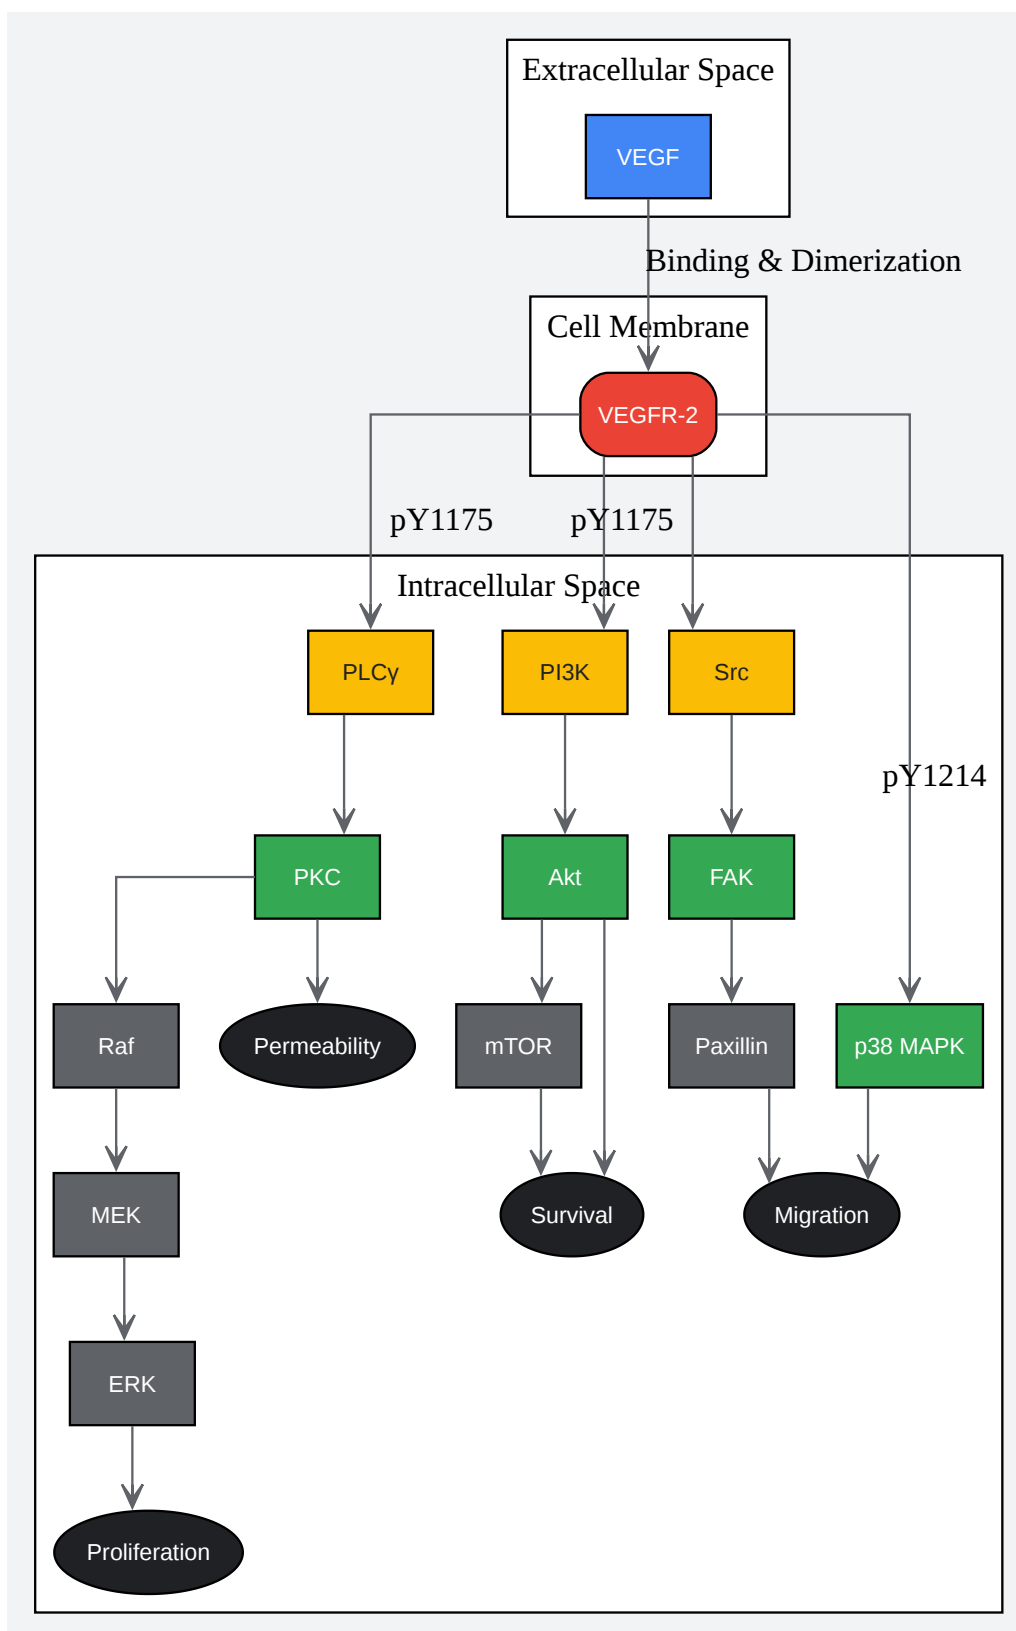 Extracellular Space
VEGF
Binding & Dimerization
Cell Membrane
VEGFR-2
pY1175
pY1175
Intracellular Space
PLCγ
PI3K
Src
pY1214
PKC
Akt
FAK
Raf
Permeability
mTOR
Paxillin
p38 MAPK
MEK
Survival
Migration
ERK
Proliferation